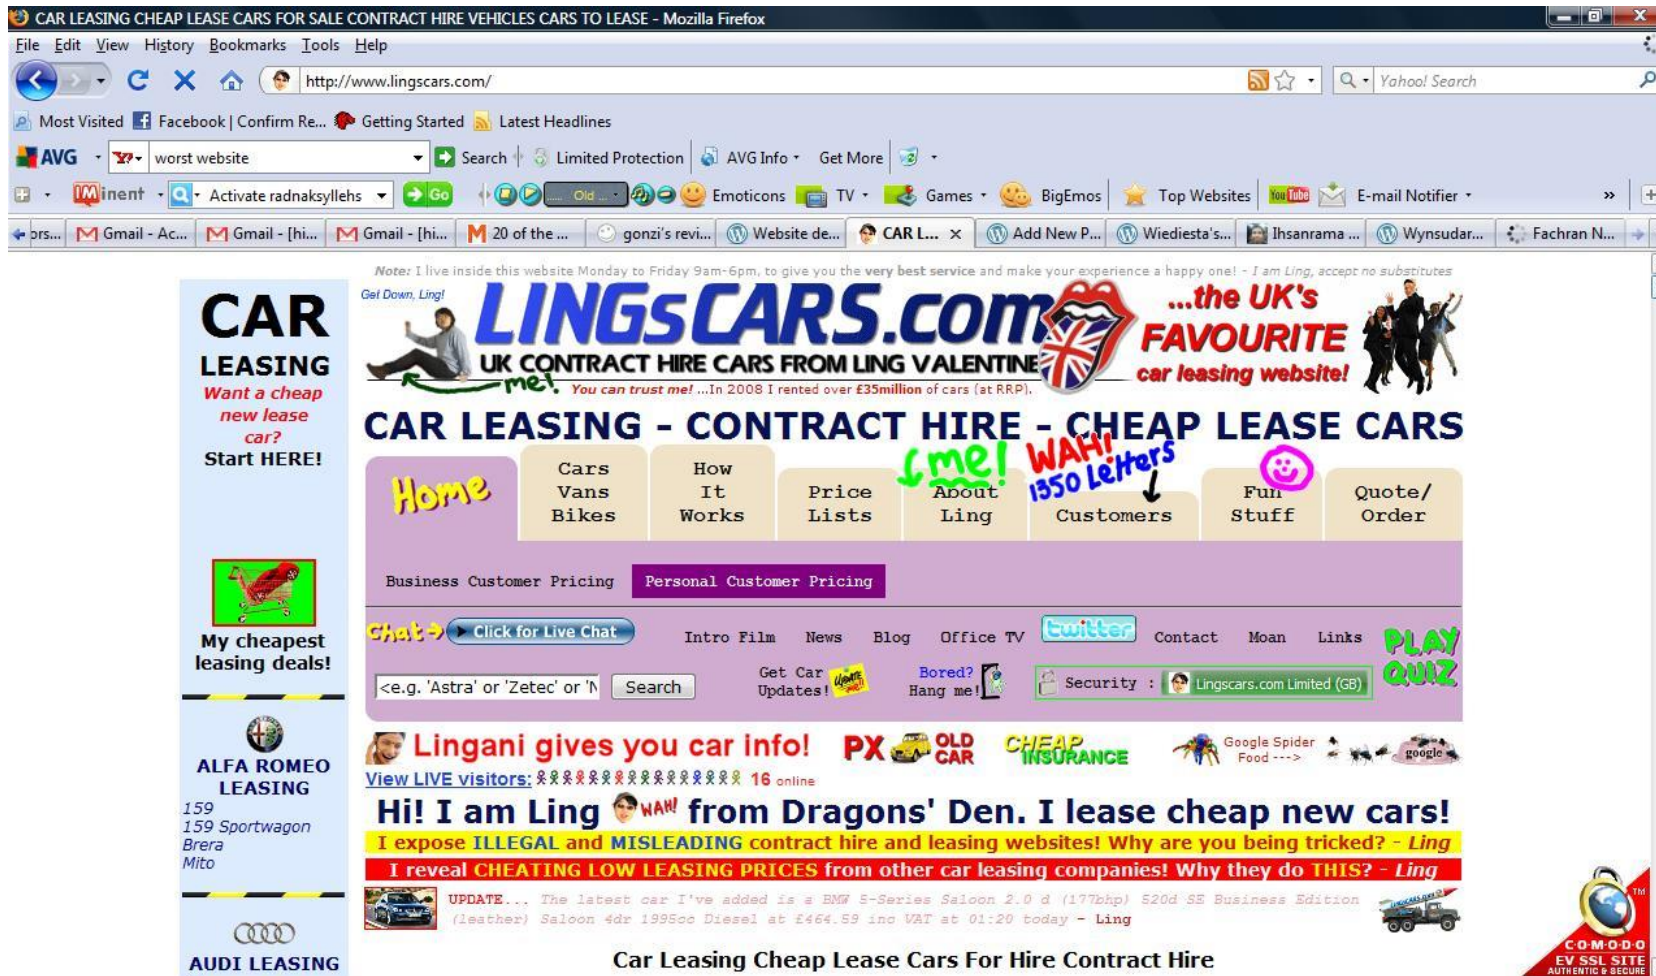 CAR LEASING CHEAP LEASE CARS FOR SALE CONTRACT HIRE VEHICLES CARS TO LEASE - Mozilla Firefox
File Edit View History Bookmarks Tools Help
http://www.lingscars.com/
Yahoo! Search
Most Visited Facebook | Confirm Re... Getting Started Latest Headlines
AVG worst website Search Limited Protection AVG Info Get More
IMinent Activate radnaksyllehs Go Old ... Emoticons TV Games BigEmos Top Websites YouTube E-mail Notifier »
ors... Gmail - Ac... Gmail - [hi... Gmail - [hi... 20 of the ... gonzi's revi... Website de... CAR L... Add New P... Wiediesta's... Ihsanrama ... Wynsudar... Fachran N...
Note: I live inside this website Monday to Friday 9am-6pm, to give you the very best service and make your experience a happy one! - I am Ling, accept no substitutes
CAR
LEASING
Want a cheap
new lease
car?
Start HERE!
My cheapest
leasing deals!
ALFA ROMEO
LEASING
159
159 Sportwagon
Brera
Mito
AUDI LEASING
Get Down, Ling!
LINGsCARS.com
UK CONTRACT HIRE CARS FROM LING VALENTINE
me!
You can trust me! ...In 2008 I rented over £35million of cars (at RRP).
...the UK's
FAVOURITE
car leasing website!
CAR LEASING - CONTRACT HIRE - CHEAP LEASE CARS
me!
WAH!
1350 Letters
Home
Cars
Vans
Bikes
How
It
Works
Price
Lists
About
Ling
Customers
Fun
Stuff
Quote/
Order
Business Customer Pricing Personal Customer Pricing
Chat Click for Live Chat Intro Film News Blog Office TV twitter Contact Moan Links
PLAY
QUIZ
<e.g. 'Astra' or 'Zetec' or 'N Search
Get Car
Updates!
Bored?
Hang me!
Security : Lingscars.com Limited (GB)
Lingani gives you car info!
PX OLD
CAR
CHEAP
INSURANCE
Google Spider
Food --->
google
View LIVE visitors: 16 online
Hi! I am Ling WAH! from Dragons' Den. I lease cheap new cars!
I expose ILLEGAL and MISLEADING contract hire and leasing websites! Why are you being tricked? - Ling
I reveal CHEATING LOW LEASING PRICES from other car leasing companies! Why they do THIS? - Ling
UPDATE... The latest car I've added is a BMW 5-Series Saloon 2.0 d (177bhp) 520d SE Business Edition
(leather) Saloon 4dr 1995cc Diesel at £464.59 inc VAT at 01:20 today - Ling
Car Leasing Cheap Lease Cars For Hire Contract Hire
TM
C·O·M·O·D·O
EV SSL SITE
AUTHENTIC & SECURE